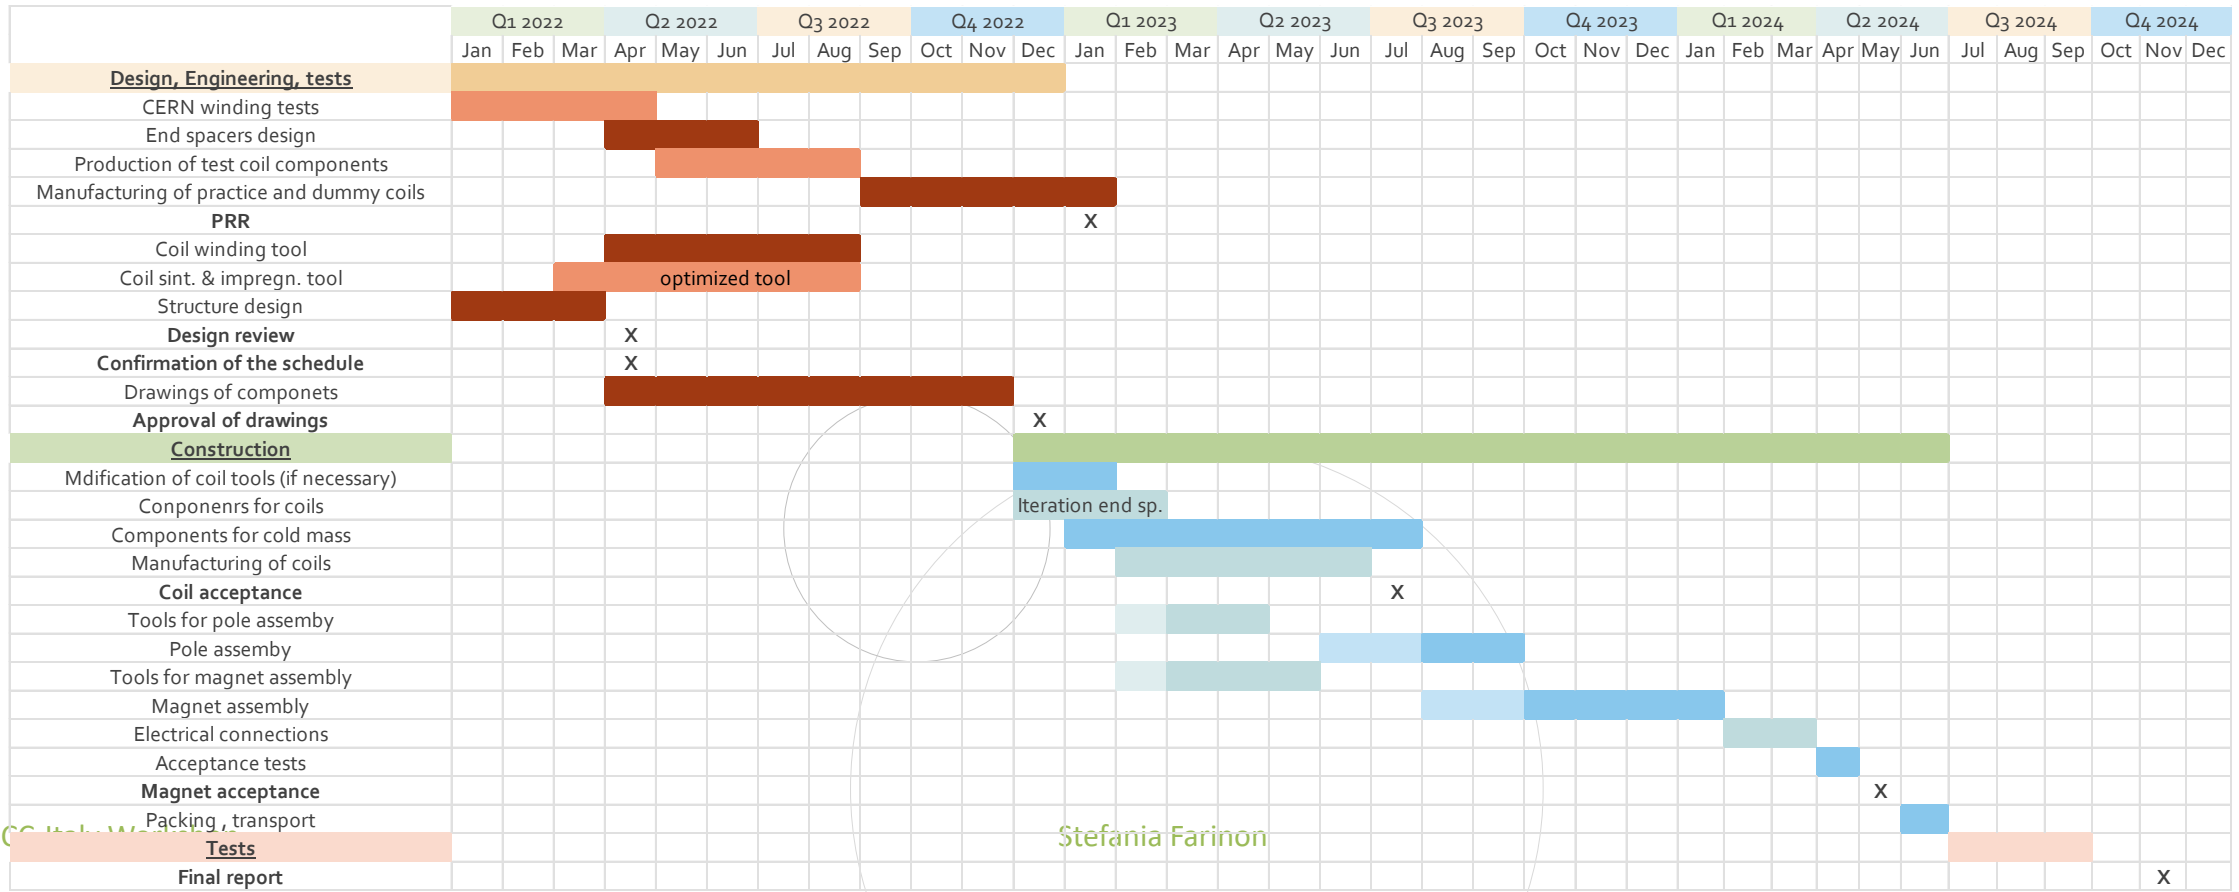 Q1 2022 Q2 2022 Q3 2022 Q4 2022 Q1 2023 Q2 2023 Q3 2023 Q4 2023 Q1 2024 Q2 2024 Q3 2024 Q4 2024
Jan Feb Mar Apr May Jun Jul Aug Sep Oct Nov Dec Jan Feb Mar Apr May Jun Jul Aug Sep Oct Nov Dec Jan Feb Mar Apr May Jun Jul Aug Sep Oct Nov Dec
Design, Engineering, tests
CERN winding tests
End spacers design
Production of test coil components
Manufacturing of practice and dummy coils
PRR X
Coil winding tool
Coil sint. & impregn. tool optimized tool
Structure design
Design review X
Confirmation of the schedule X
Drawings of componets
Approval of drawings X
Construction
Mdification of coil tools (if necessary)
Conponenrs for coils Iteration end sp.
Components for cold mass
Manufacturing of coils
Coil acceptance X
Tools for pole assemby
Pole assemby
Tools for magnet assembly
Magnet assembly
Electrical connections
Acceptance tests
Magnet acceptance X
Packing , transport
Stefania Farinon
Tests
Final report X